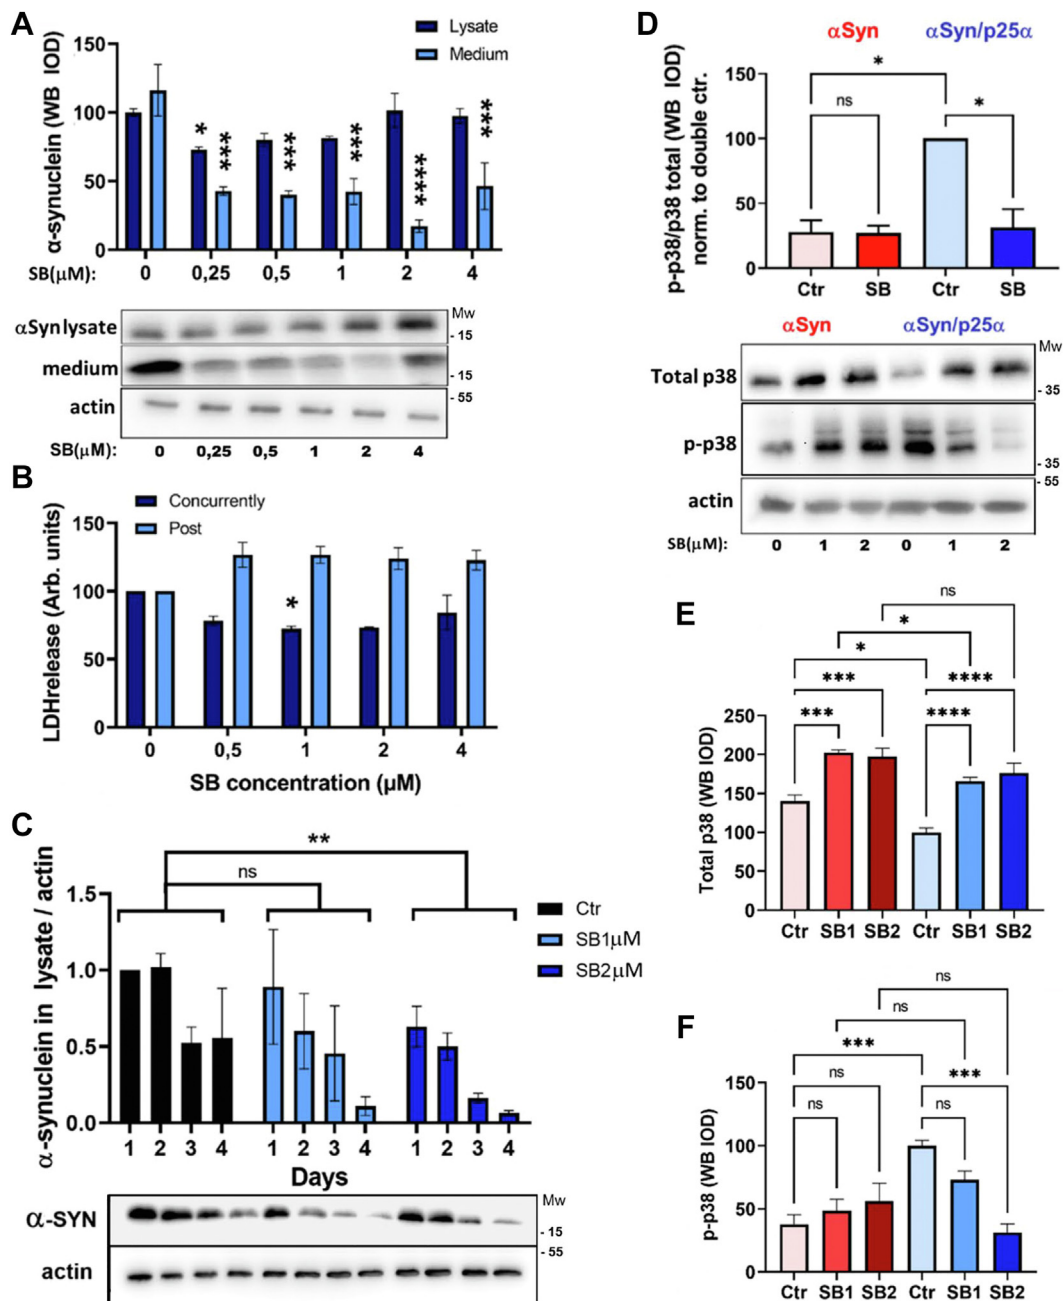 A
Lysate
Medium
α-synuclein (WB IOD)
150
100
50
0
* *** *** *** **** ***
SB(μM): 0 0,25 0,5 1 2 4
αSyn lysate
Mw
- 15
medium
- 15
- 55
actin
SB(μM): 0 0,25 0,5 1 2 4
B
Concurrently
Post
LDHrelease (Arb. units)
150
100
50
0
*
0 0,5 1 2 4
SB concentration (μM)
C
**
ns
α-synuclein in lysate / actin
1.5
1.0
0.5
0.0
Ctr
SB1μM
SB2μM
1 2 3 4 1 2 3 4 1 2 3 4
Days
Mw
α-SYN
- 15
- 55
actin
D
αSyn αSyn/p25α
p-p38/p38 total (WB IOD)
norm. to double ctr.
150
100
50
0
*
ns *
Ctr SB Ctr SB
αSyn αSyn/p25α
Mw
Total p38
- 35
p-p38
- 35
- 55
actin
SB(μM): 0 1 2 0 1 2
E
ns
*
*
*** ****
*** ****
Total p38 (WB IOD)
250
200
150
100
50
0
Ctr SB1 SB2 Ctr SB1 SB2
F
ns
ns
***
ns ***
ns ns
p-p38 (WB IOD)
150
100
50
0
Ctr SB1 SB2 Ctr SB1 SB2